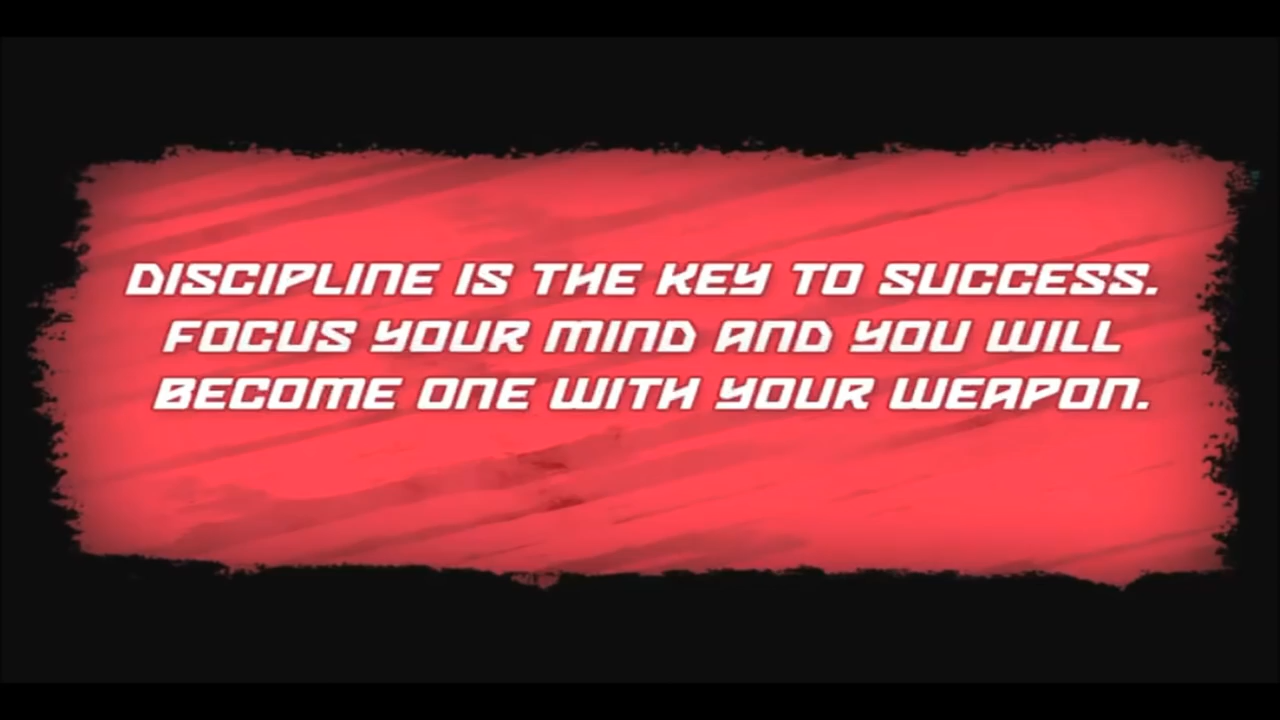 DISCIPLINE IS THE KEY TO SUCCESS.
FOCUS YOUR MIND AND YOU WILL
BECOME ONE WITH YOUR WEAPON.